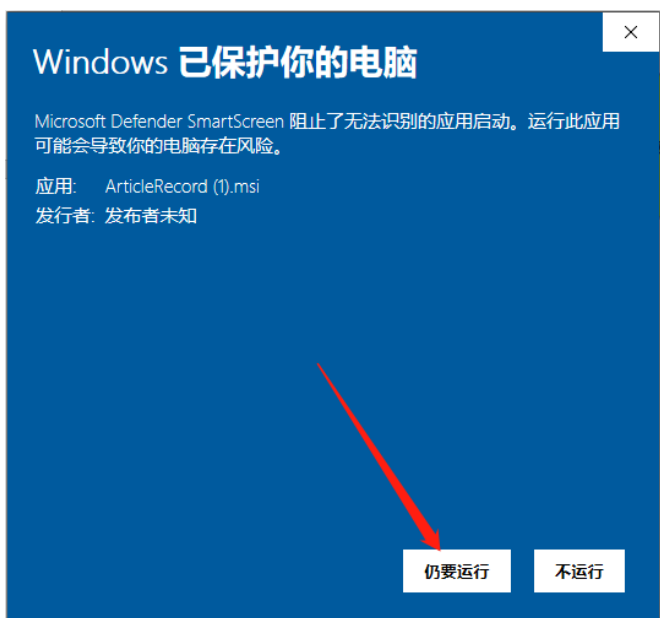 Windows 已保护你的电脑
Microsoft Defender SmartScreen 阻止了无法识别的应用启动。运行此应用
可能会导致你的电脑存在风险。
应用: ArticleRecord (1).msi
发行者: 发布者未知
仍要运行 不运行